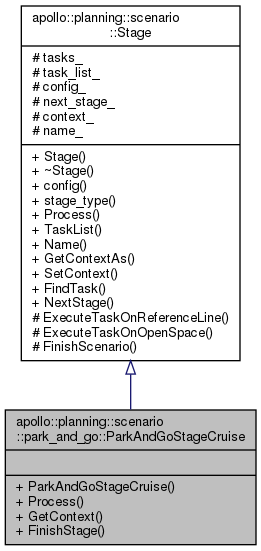 apollo::planning::scenario
::Stage
# tasks_
# task_list_
# config_
# next_stage_
# context_
# name_
+ Stage()
+ ~Stage()
+ config()
+ stage_type()
+ Process()
+ TaskList()
+ Name()
+ GetContextAs()
+ SetContext()
+ FindTask()
+ NextStage()
# ExecuteTaskOnReferenceLine()
# ExecuteTaskOnOpenSpace()
# FinishScenario()
apollo::planning::scenario
::park_and_go::ParkAndGoStageCruise
+ ParkAndGoStageCruise()
+ Process()
+ GetContext()
+ FinishStage()